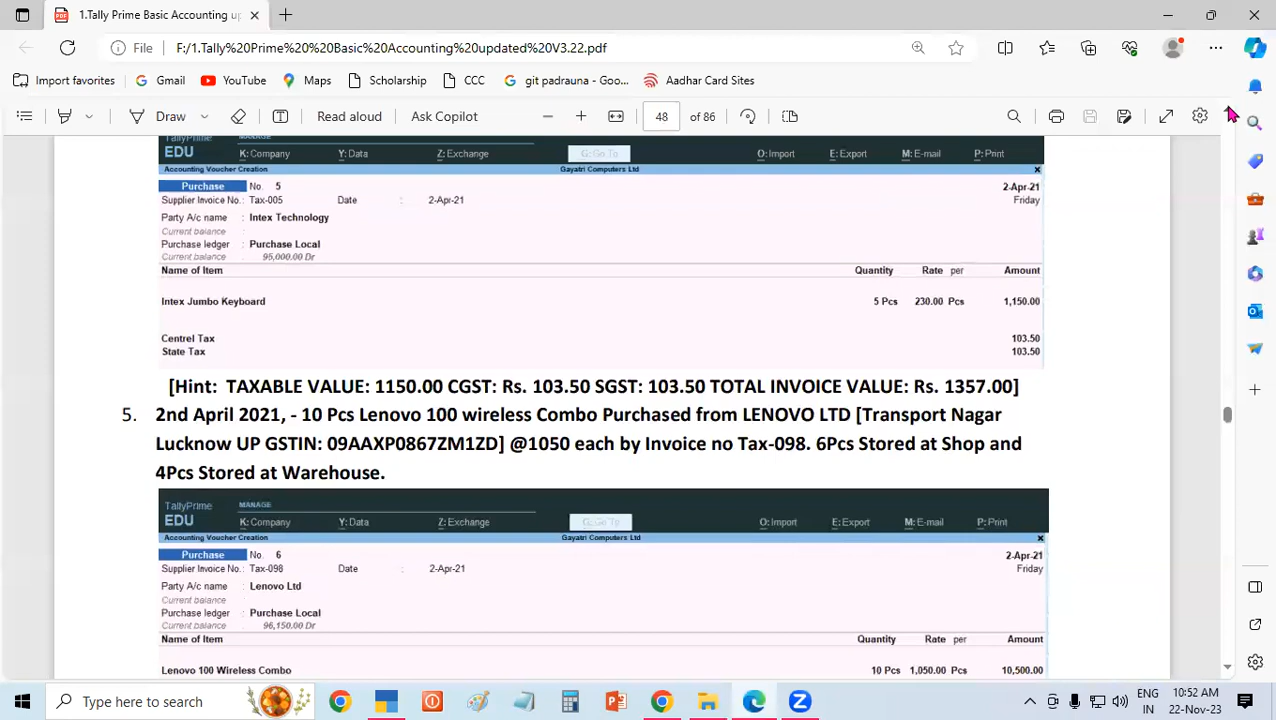 1.Tally Prime Basic Accounting up
File F:/1.Tally%20Prime%20%20Basic%20Accounting%20updated%20V3.22.pdf
Import favorites Gmail YouTube Maps Scholarship CCC git padrauna - Goo... Aadhar Card Sites
Draw Read aloud Ask Copilot 48 of 86
TallyPrime MANAGE
EDU K:Company Y:Data Z:Exchange G:Go To O:Import E:Export M:E-mail P:Print
Accounting Voucher Creation Gayatri Computers Ltd x
Purchase No. 5 2-Apr-21
Supplier Invoice No.: Tax-005 Date : 2-Apr-21 Friday
Party A/c name : Intex Technology
Current balance :
Purchase ledger : Purchase Local
Current balance : 95,000.00 Dr
Name of Item Quantity Rate per Amount
Intex Jumbo Keyboard 5 Pcs 230.00 Pcs 1,150.00
Centrel Tax 103.50
State Tax 103.50
[Hint: TAXABLE VALUE: 1150.00 CGST: Rs. 103.50 SGST: 103.50 TOTAL INVOICE VALUE: Rs. 1357.00]
5. 2nd April 2021, - 10 Pcs Lenovo 100 wireless Combo Purchased from LENOVO LTD [Transport Nagar
Lucknow UP GSTIN: 09AAXP0867ZM1ZD] @1050 each by Invoice no Tax-098. 6Pcs Stored at Shop and
4Pcs Stored at Warehouse.
TallyPrime MANAGE
EDU K:Company Y:Data Z:Exchange G:Go To O:Import E:Export M:E-mail P:Print
Accounting Voucher Creation Gayatri Computers Ltd x
Purchase No. 6 2-Apr-21
Supplier Invoice No.: Tax-098 Date : 2-Apr-21 Friday
Party A/c name : Lenovo Ltd
Current balance :
Purchase ledger : Purchase Local
Current balance : 96,150.00 Dr
Name of Item Quantity Rate per Amount
Lenovo 100 Wireless Combo 10 Pcs 1,050.00 Pcs 10,500.00
Type here to search ENG 10:52 AM
IN 22-Nov-23